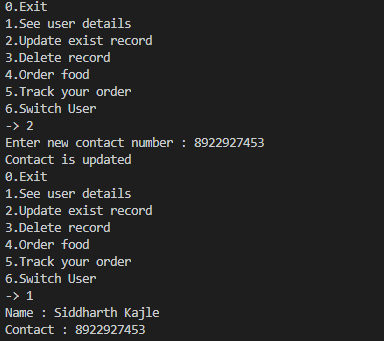 0.Exit
1.See user details
2.Update exist record
3.Delete record
4.Order food
5.Track your order
6.Switch User
-> 2
Enter new contact number : 8922927453
Contact is updated
0.Exit
1.See user details
2.Update exist record
3.Delete record
4.Order food
5.Track your order
6.Switch User
-> 1
Name : Siddharth Kajle
Contact : 8922927453